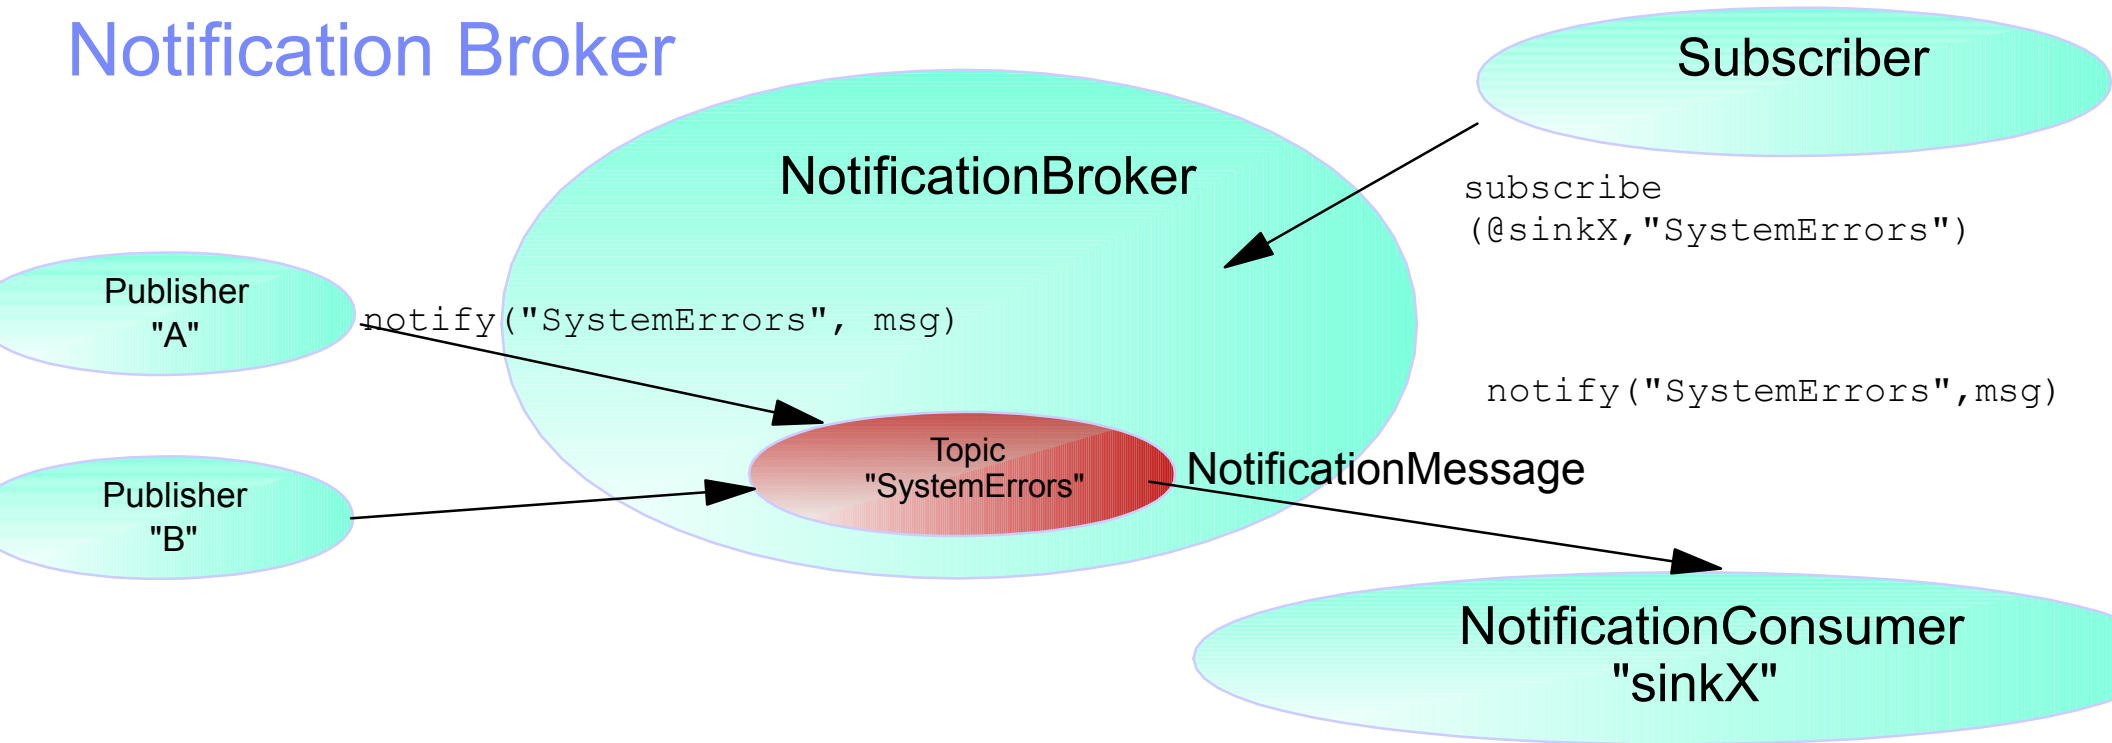 Notification Broker
Subscriber
NotificationBroker
subscribe
(@sinkX,"SystemErrors")
Publisher
"A"
notify("SystemErrors", msg)
notify("SystemErrors",msg)
Topic
"SystemErrors"
NotificationMessage
Publisher
"B"
NotificationConsumer
"sinkX"